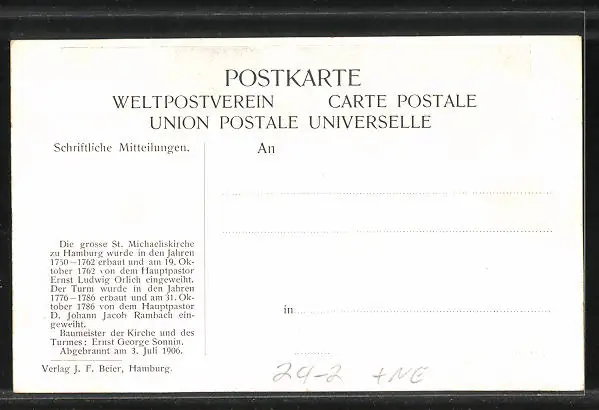 POSTKARTE
WELTPOSTVEREIN CARTE POSTALE
UNION POSTALE UNIVERSELLE
Schriftliche Mitteilungen.
An
Die grosse St. Michaeliskirche
zu Hamburg wurde in den Jahren
1750—1762 erbaut und am 19. Ok-
tober 1762 von dem Hauptpastor
Ernst Ludwig Orlich eingeweiht.
Der Turm wurde in den Jahren
1776—1786 erbaut und am 31. Ok-
tober 1786 von dem Hauptpastor
D. Johann Jacob Rambach ein-
geweiht.
Baumeister der Kirche und des
Turmes: Ernst George Sonnin.
Abgebrannt am 3. Juli 1906.
in
Verlag J. F. Beier, Hamburg.
24-2 +NE